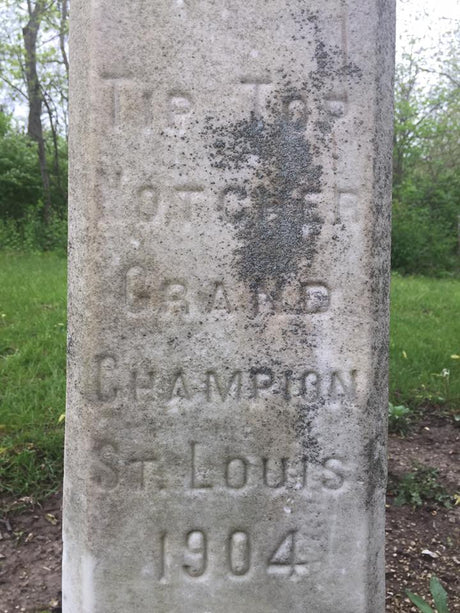 TIP TOP
NOTCHER
GRAND
CHAMPION
ST. LOUIS
1904